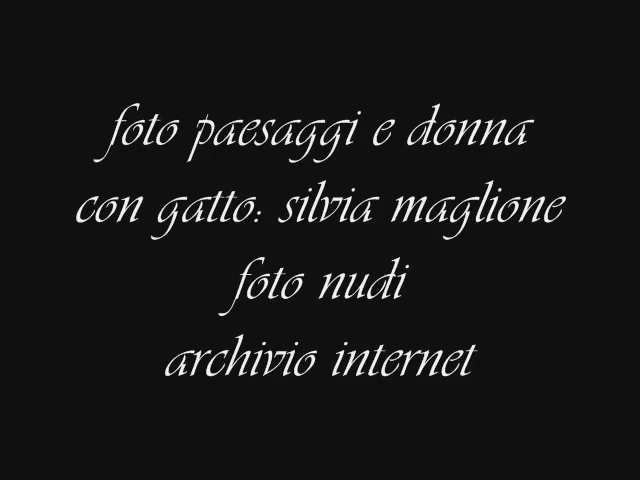 foto paesaggi e donna
con gatto: silvia maglione
foto nudi
archivio internet